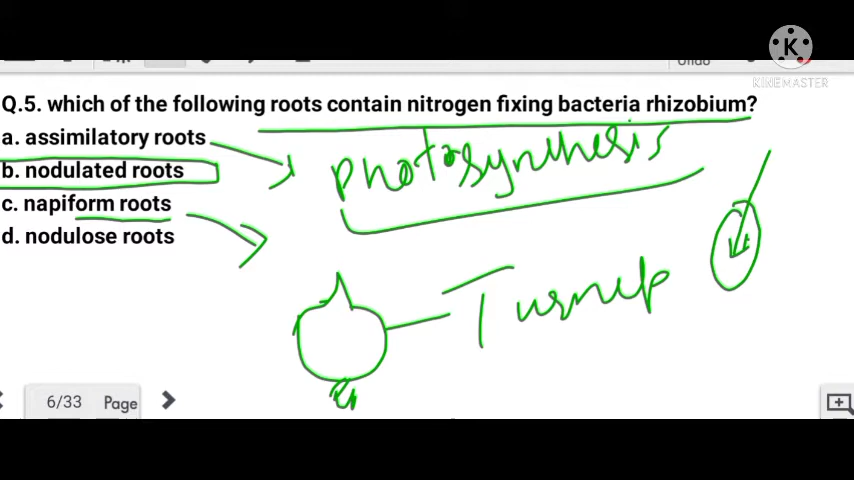 K
KINEMASTER
Undo
Q.5. which of the following roots contain nitrogen fixing bacteria rhizobium?
a. assimilatory roots
photosynthesis
b. nodulated roots
c. napiform roots
d. nodulose roots
Turnip
6/33 Page